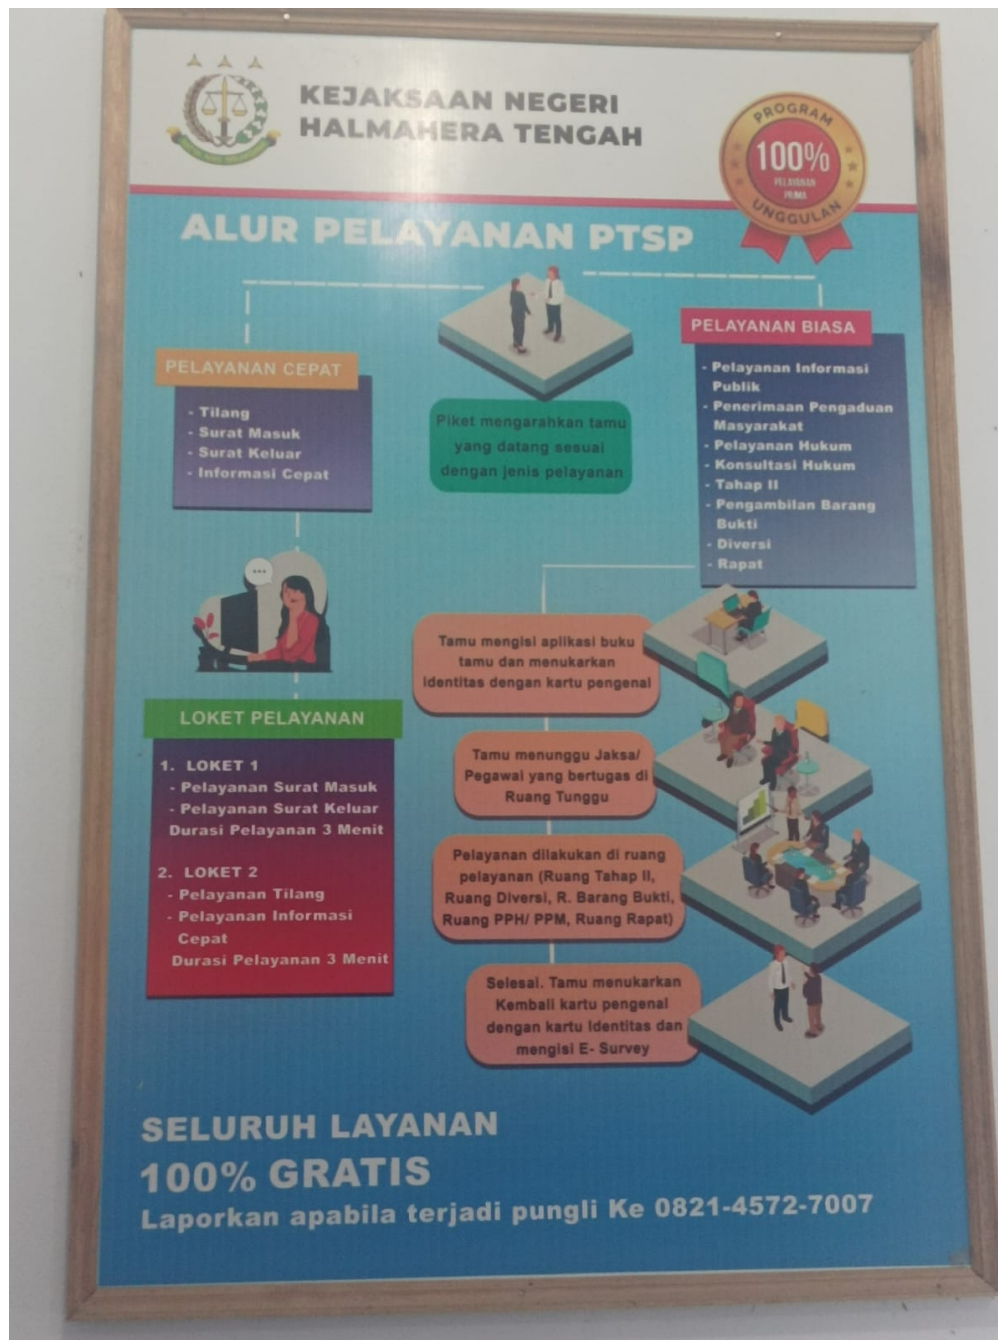 KEJAKSAAN NEGERI
HALMAHERA TENGAH
PROGRAM
100%
PELAYANAN
PRIMA
UNGGULAN
ALUR PELAYANAN PTSP
PELAYANAN CEPAT
- Tilang
- Surat Masuk
- Surat Keluar
- Informasi Cepat
Piket mengarahkan tamu
yang datang sesuai
dengan jenis pelayanan
PELAYANAN BIASA
- Pelayanan Informasi
Publik
- Penerimaan Pengaduan
Masyarakat
- Pelayanan Hukum
- Konsultasi Hukum
- Tahap II
- Pengambilan Barang
Bukti
- Diversi
- Rapat
LOKET PELAYANAN
1. LOKET 1
- Pelayanan Surat Masuk
- Pelayanan Surat Keluar
Durasi Pelayanan 3 Menit
2. LOKET 2
- Pelayanan Tilang
- Pelayanan Informasi
Cepat
Durasi Pelayanan 3 Menit
Tamu mengisi aplikasi buku
tamu dan menukarkan
identitas dengan kartu pengenal
Tamu menunggu Jaksa/
Pegawai yang bertugas di
Ruang Tunggu
Pelayanan dilakukan di ruang
pelayanan (Ruang Tahap II,
Ruang Diversi, R. Barang Bukti,
Ruang PPH/ PPM, Ruang Rapat)
Selesai. Tamu menukarkan
Kembali kartu pengenal
dengan kartu Identitas dan
mengisi E- Survey
SELURUH LAYANAN
100% GRATIS
Laporkan apabila terjadi pungli Ke 0821-4572-7007